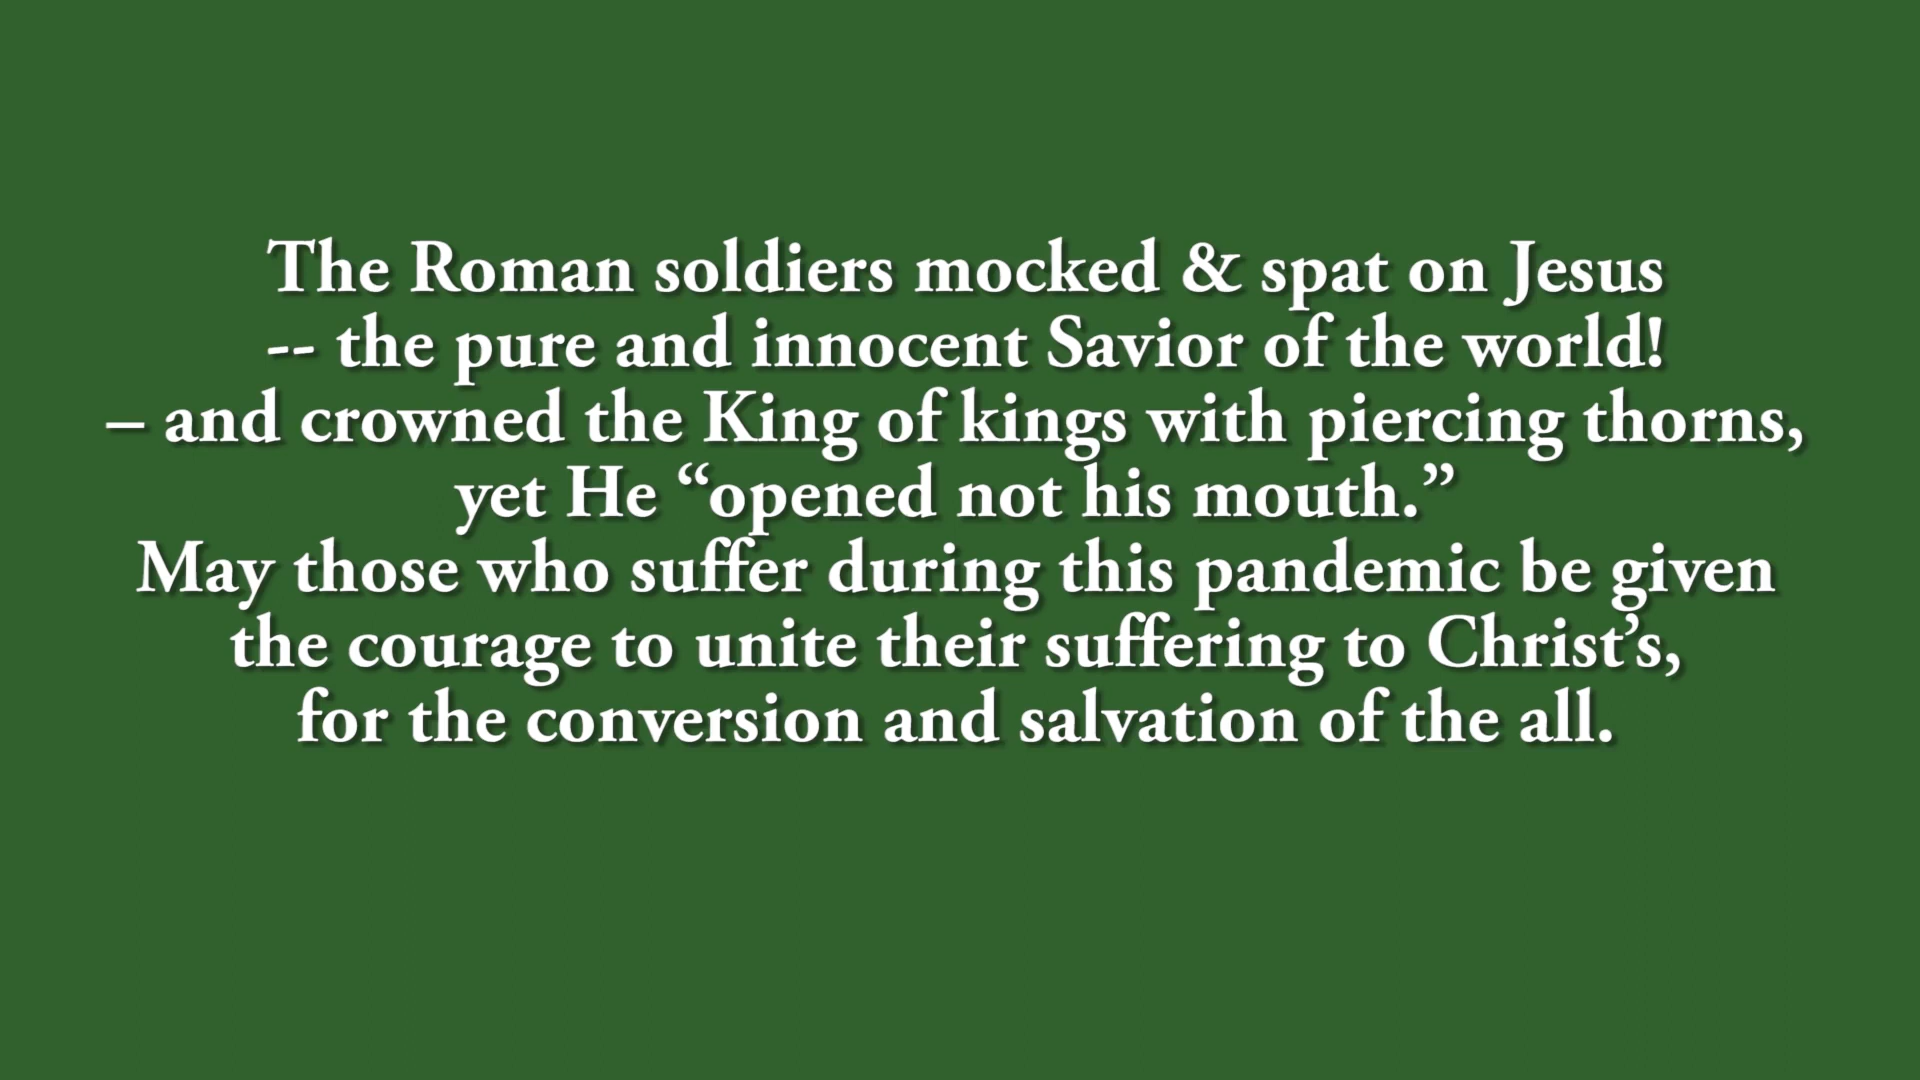 The Roman soldiers mocked & spat on Jesus
-- the pure and innocent Savior of the world!
– and crowned the King of kings with piercing thorns,
yet He “opened not his mouth.”
May those who suffer during this pandemic be given
the courage to unite their suffering to Christ’s,
for the conversion and salvation of the all.